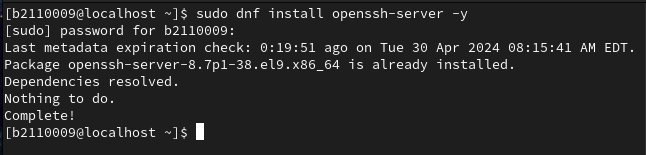 [b2110009@localhost ~]$ sudo dnf install openssh-server -y
[sudo] password for b2110009:
Last metadata expiration check: 0:19:51 ago on Tue 30 Apr 2024 08:15:41 AM EDT.
Package openssh-server-8.7p1-38.el9.x86_64 is already installed.
Dependencies resolved.
Nothing to do.
Complete!
[b2110009@localhost ~]$